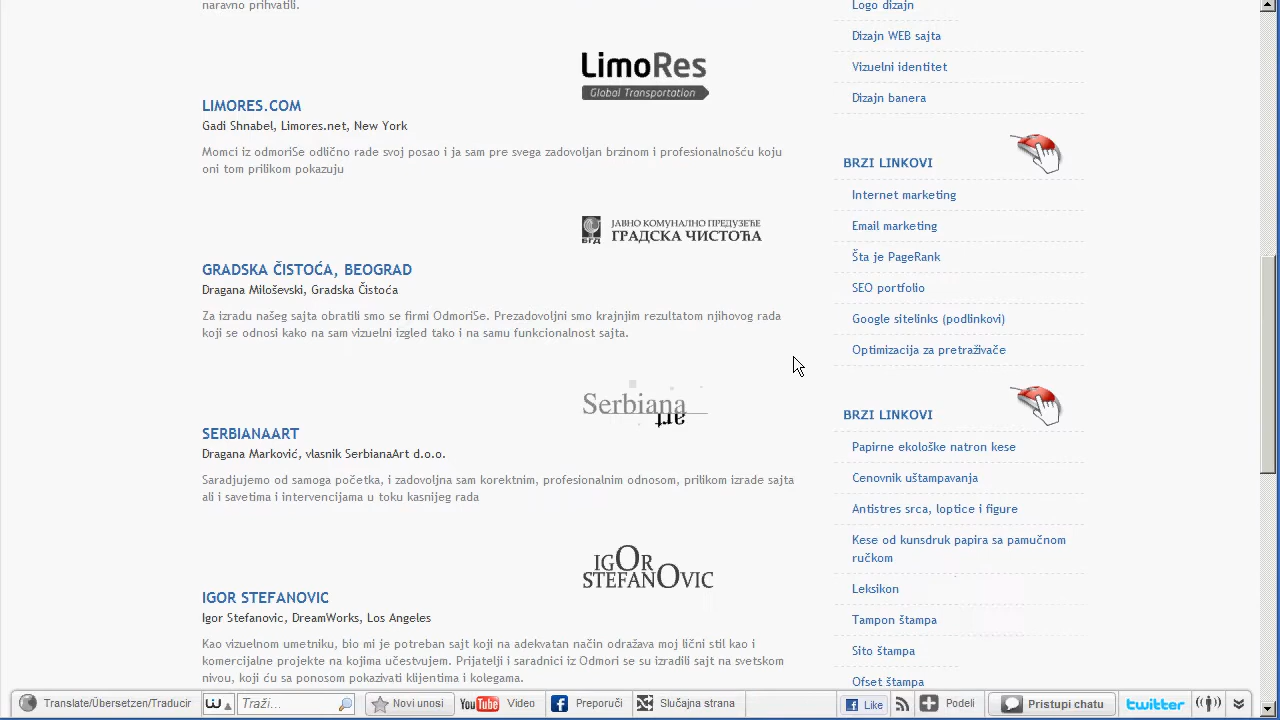 naravno prihvatili.
LimoRes
Global Transportation
LIMORES.COM
Gadi Shnabel, Limores.net, New York
Momci iz odmoriSe dobro rade svoj posao i ja sam pre svega zadovoljan brzinom i profesionalnošću koju
oni tom prilikom pokazuju
БГД
ЈАВНО КОМУНАЛНО ПРЕДУЗЕЋЕ
ГРАДСКА ЧИСТОЋА
GRADSKA ČISTOĆA, BEOGRAD
Dragana Miloševski, Gradska Čistoća
Za izradu našeg sajta obratili smo se firmi OdmoriSe. Prezadovoljni smo krajnjim rezultatom njihovog rada
koji se odnosi kako na sam vizuelni izgled tako i na samu funkcionalnost sajta.
Serbiana
art
SERBIANAART
Dragana Marković, vlasnik SerbianaArt d.o.o.
Saradjujemo od samoga početka, i zadovoljna sam korektnim, profesionalnim odnosom, prilikom izrade sajta
ali i savetima i intervencijama u toku kasnijeg rada
IGOR
STEFANOVIC
IGOR STEFANOVIC
Igor Stefanovic, DreamWorks, Los Angeles
Kao vizuelnom umetniku, bio mi je potreban sajt koji na adekvatan način odražava moj lični stil kao i
komercijalne projekte na kojima učestvujem. Prijatelji i saradnici iz Odmori se su izradili sajt na svetskom
nivou, koji ću sa ponosom pokazivati klijentima i kolegama.
Logo dizajn
Dizajn WEB sajta
Vizuelni identitet
Dizajn banera
BRZI LINKOVI
Internet marketing
Email marketing
Šta je PageRank
SEO portfolio
Google sitelinks (podlinkovi)
Optimizacija za pretraživače
BRZI LINKOVI
Papirne ekološke natron kese
Cenovnik uštampavanja
Antistres srca, loptice i figure
Kese od kunsdruk papira sa pamučnom
ručkom
Leksikon
Tampon štampa
Sito štampa
Ofset štampa
Translate/Übersetzen/Traducir
W
Traži...
Novi unosi
YouTube Video
Preporuči
Slučajna strana
Like
Podeli
Pristupi chatu
twitter